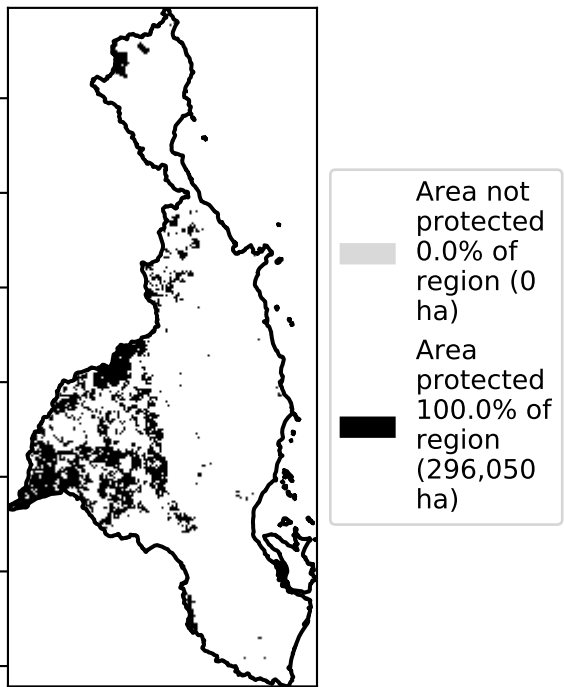 Area not
protected
0.0% of
region (0
ha)
Area
protected
100.0% of
region
(296,050
ha)